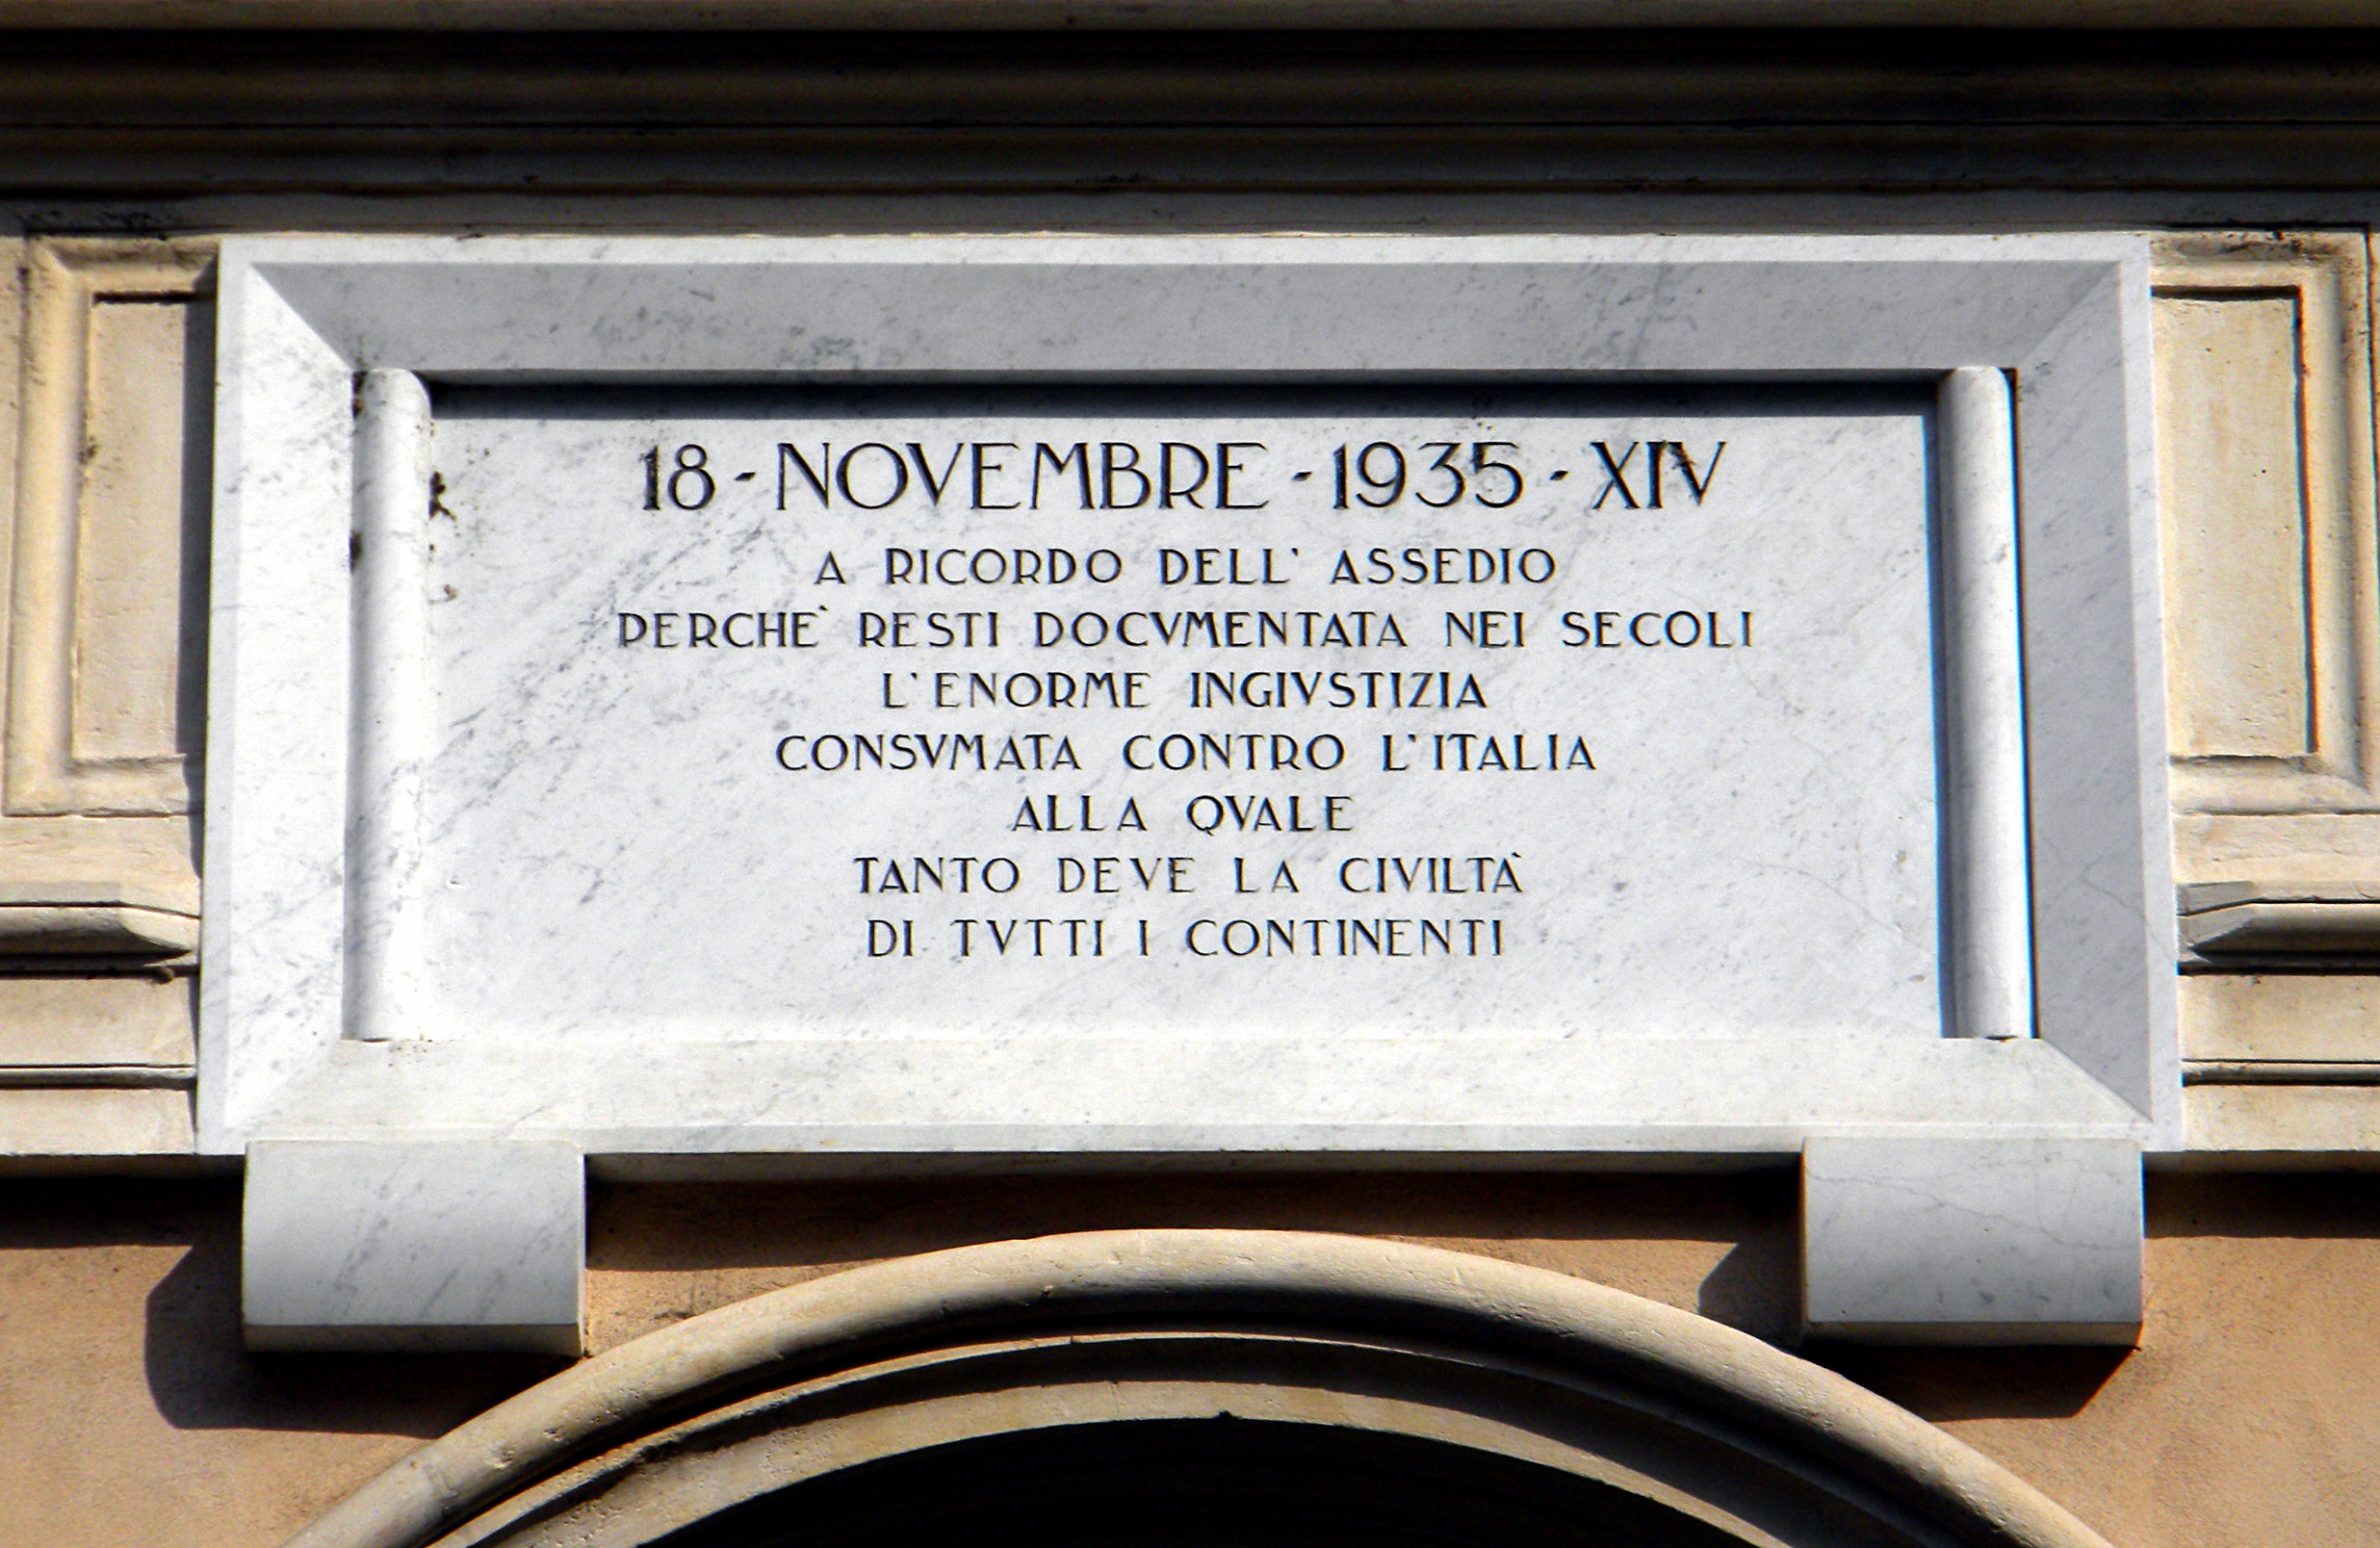 18-NOVEMBRE-1935-XIV
A RICORDO DELL' ASSEDIO
PERCHE` RESTI DOCVMENTATA NEI SECOLI
L'ENORME INGIVSTIZIA
CONSVMATA CONTRO L'ITALIA
ALLA QVALE
TANTO DEVE LA CIVILTÀ
DI TVTTI I CONTINENTI